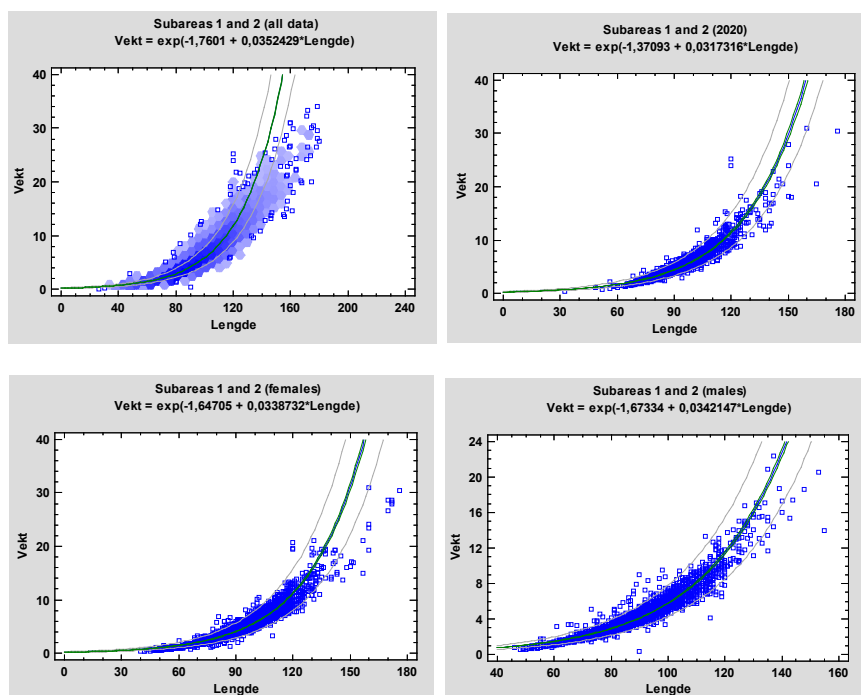 Subareas 1 and 2 (all data)
Vekt = exp(-1,7601 + 0,0352429*Lengde)
40
30
20
10
0
Vekt
0 40 80 120 160 200 240
Lengde
Subareas 1 and 2 (2020)
Vekt = exp(-1,37093 + 0,0317316*Lengde)
40
30
20
10
0
Vekt
0 30 60 90 120 150 180
Lengde
Subareas 1 and 2 (females)
Vekt = exp(-1,64705 + 0,0338732*Lengde)
40
30
20
10
0
Vekt
0 30 60 90 120 150 180
Lengde
Subareas 1 and 2 (males)
Vekt = exp(-1,67334 + 0,0342147*Lengde)
24
20
16
12
8
4
0
Vekt
40 60 80 100 120 140 160
Lengde